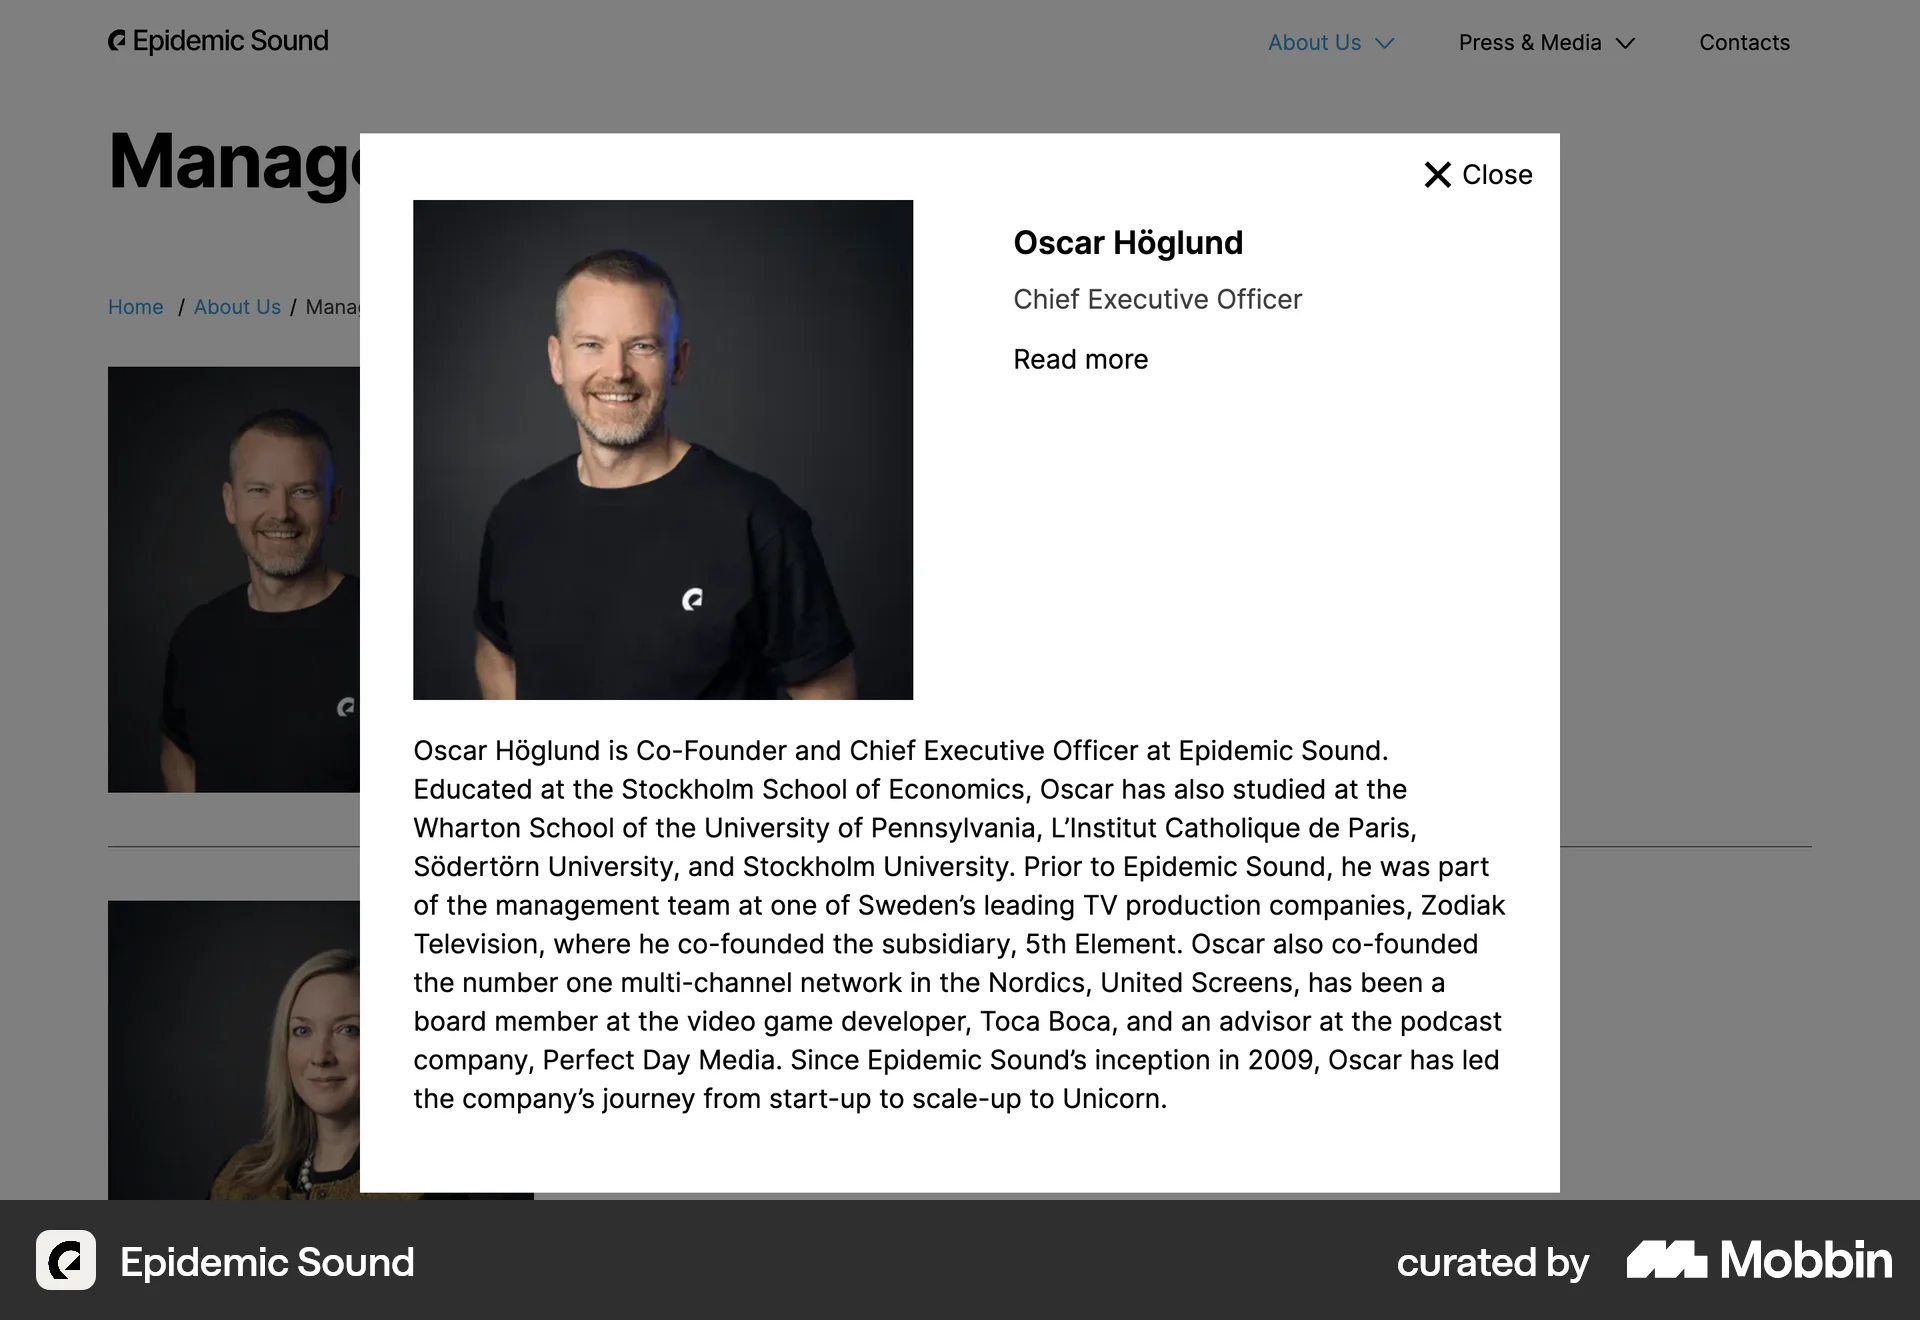 Epidemic Sound
About Us
Press & Media
Contacts
Manage
Close
Home / About Us / Manag
Oscar Höglund
Chief Executive Officer
Read more
Oscar Höglund is Co-Founder and Chief Executive Officer at Epidemic Sound.
Educated at the Stockholm School of Economics, Oscar has also studied at the
Wharton School of the University of Pennsylvania, L’Institut Catholique de Paris,
Södertörn University, and Stockholm University. Prior to Epidemic Sound, he was part
of the management team at one of Sweden’s leading TV production companies, Zodiak
Television, where he co-founded the subsidiary, 5th Element. Oscar also co-founded
the number one multi-channel network in the Nordics, United Screens, has been a
board member at the video game developer, Toca Boca, and an advisor at the podcast
company, Perfect Day Media. Since Epidemic Sound’s inception in 2009, Oscar has led
the company’s journey from start-up to scale-up to Unicorn.
Epidemic Sound
curated by Mobbin